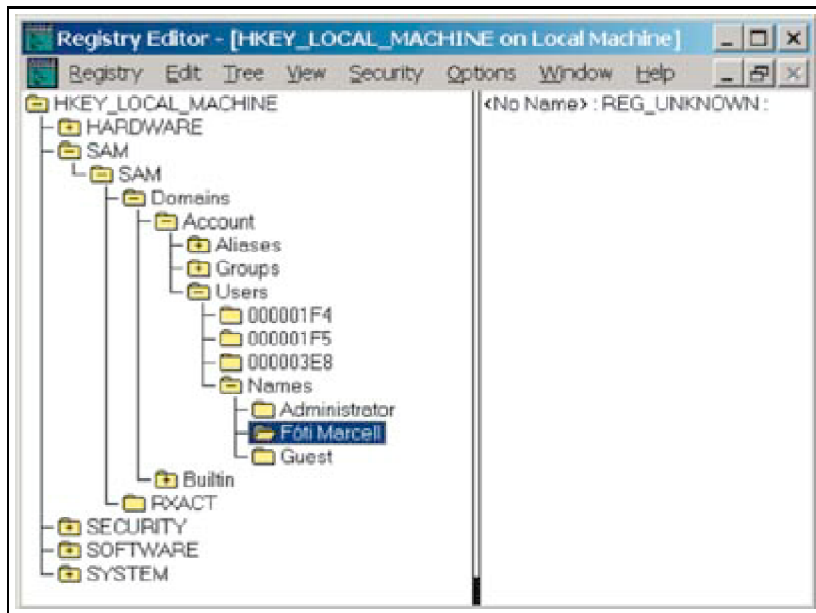 Registry Editor - [HKEY_LOCAL_MACHINE on Local Machine]
Registry Edit Tree View Security Options Window Help
HKEY_LOCAL_MACHINE
<No Name> : REG_UNKNOWN :
HARDWARE
SAM
SAM
Domains
Account
Aliases
Groups
Users
000001F4
000001F5
000003E8
Names
Administrator
Fóti Marcell
Guest
Builtin
RXACT
SECURITY
SOFTWARE
SYSTEM